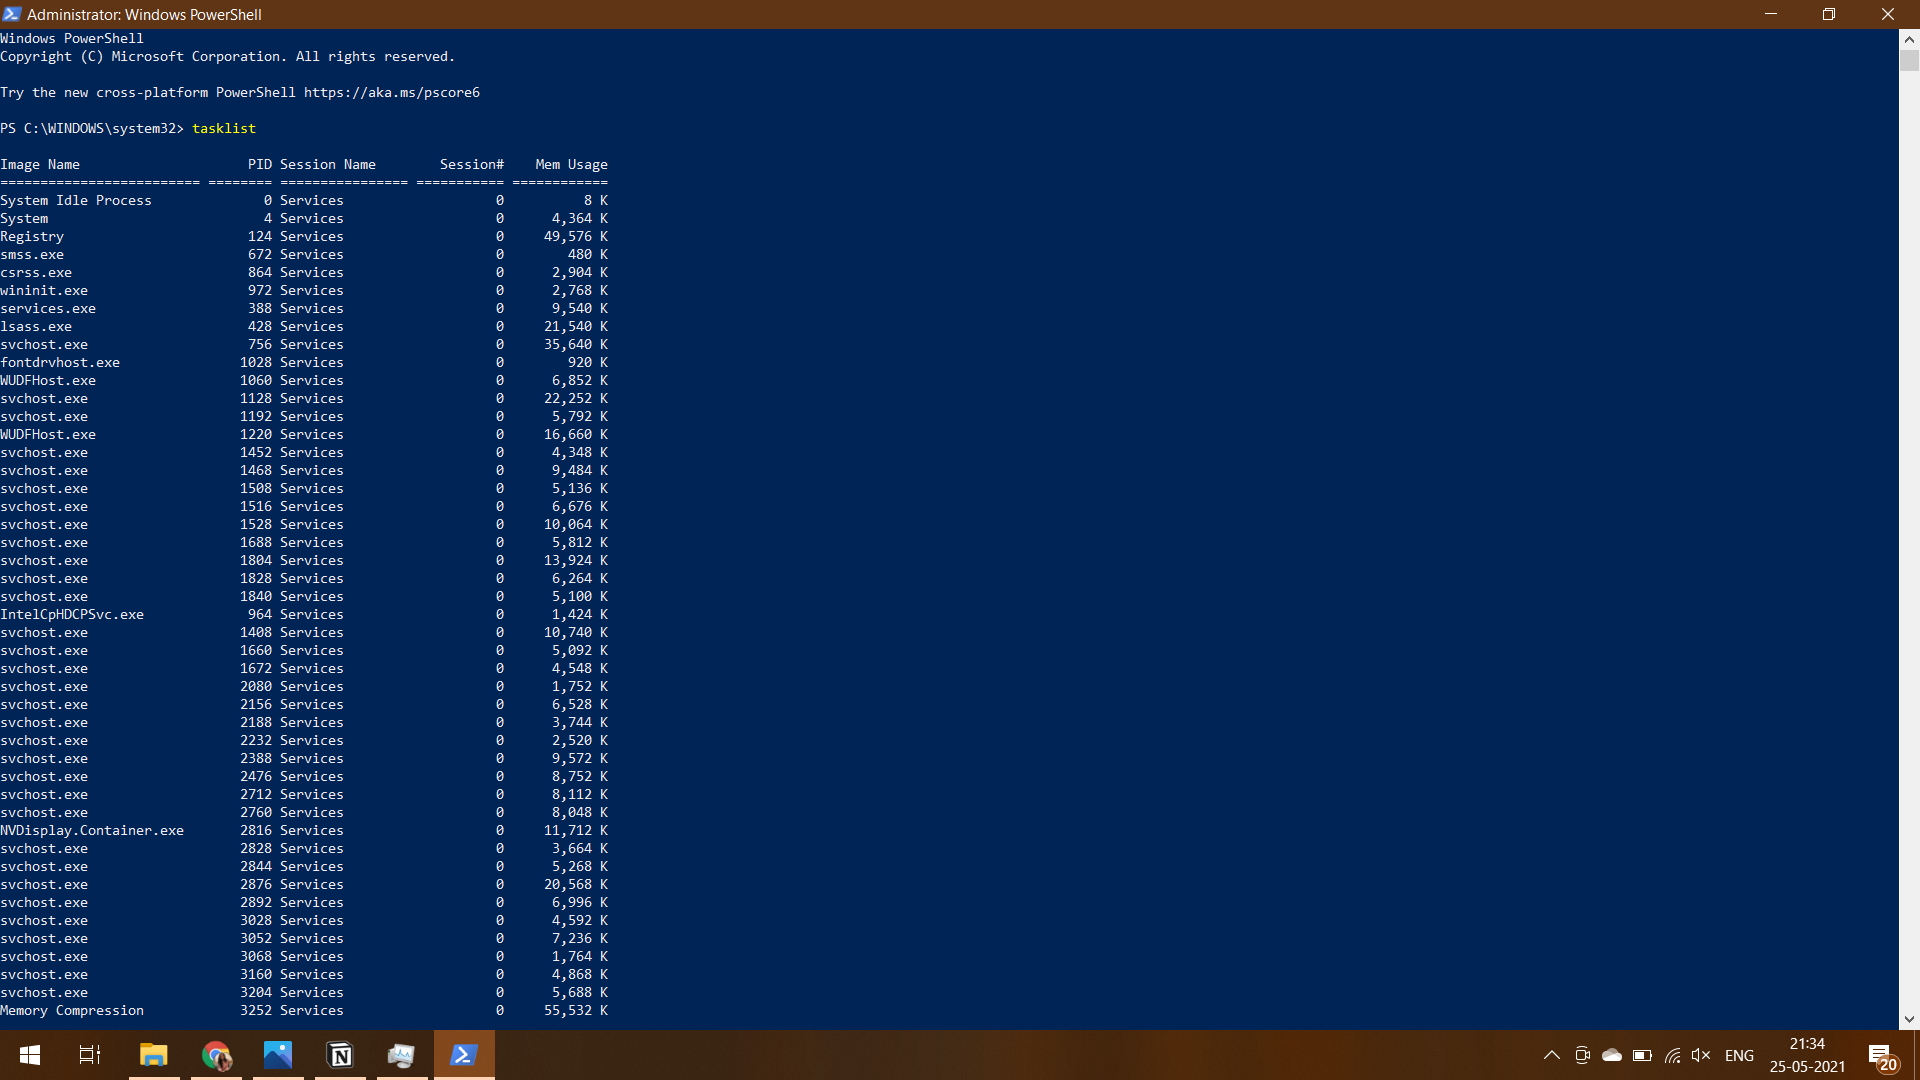 Administrator: Windows PowerShell
Windows PowerShell
Copyright (C) Microsoft Corporation. All rights reserved.
Try the new cross-platform PowerShell https://aka.ms/pscore6
PS C:\WINDOWS\system32> tasklist
Image Name                     PID Session Name        Session#    Mem Usage
========================= ======== ================ =========== ============
System Idle Process              0 Services                   0          8 K
System                           4 Services                   0      4,364 K
Registry                       124 Services                   0     49,576 K
smss.exe                       672 Services                   0        480 K
csrss.exe                      864 Services                   0      2,904 K
wininit.exe                    972 Services                   0      2,768 K
services.exe                   388 Services                   0      9,540 K
lsass.exe                      428 Services                   0     21,540 K
svchost.exe                    756 Services                   0     35,640 K
fontdrvhost.exe               1028 Services                   0        920 K
WUDFHost.exe                  1060 Services                   0      6,852 K
svchost.exe                   1128 Services                   0     22,252 K
svchost.exe                   1192 Services                   0      5,792 K
WUDFHost.exe                  1220 Services                   0     16,660 K
svchost.exe                   1452 Services                   0      4,348 K
svchost.exe                   1468 Services                   0      9,484 K
svchost.exe                   1508 Services                   0      5,136 K
svchost.exe                   1516 Services                   0      6,676 K
svchost.exe                   1528 Services                   0     10,064 K
svchost.exe                   1688 Services                   0      5,812 K
svchost.exe                   1804 Services                   0     13,924 K
svchost.exe                   1828 Services                   0      6,264 K
svchost.exe                   1840 Services                   0      5,100 K
IntelCpHDCPSvc.exe             964 Services                   0      1,424 K
svchost.exe                   1408 Services                   0     10,740 K
svchost.exe                   1660 Services                   0      5,092 K
svchost.exe                   1672 Services                   0      4,548 K
svchost.exe                   2080 Services                   0      1,752 K
svchost.exe                   2156 Services                   0      6,528 K
svchost.exe                   2188 Services                   0      3,744 K
svchost.exe                   2232 Services                   0      2,520 K
svchost.exe                   2388 Services                   0      9,572 K
svchost.exe                   2476 Services                   0      8,752 K
svchost.exe                   2712 Services                   0      8,112 K
svchost.exe                   2760 Services                   0      8,048 K
NVDisplay.Container.exe       2816 Services                   0     11,712 K
svchost.exe                   2828 Services                   0      3,664 K
svchost.exe                   2844 Services                   0      5,268 K
svchost.exe                   2876 Services                   0     20,568 K
svchost.exe                   2892 Services                   0      6,996 K
svchost.exe                   3028 Services                   0      4,592 K
svchost.exe                   3052 Services                   0      7,236 K
svchost.exe                   3068 Services                   0      1,764 K
svchost.exe                   3160 Services                   0      4,868 K
svchost.exe                   3204 Services                   0      5,688 K
Memory Compression            3252 Services                   0     55,532 K
ENG
21:34
25-05-2021
20